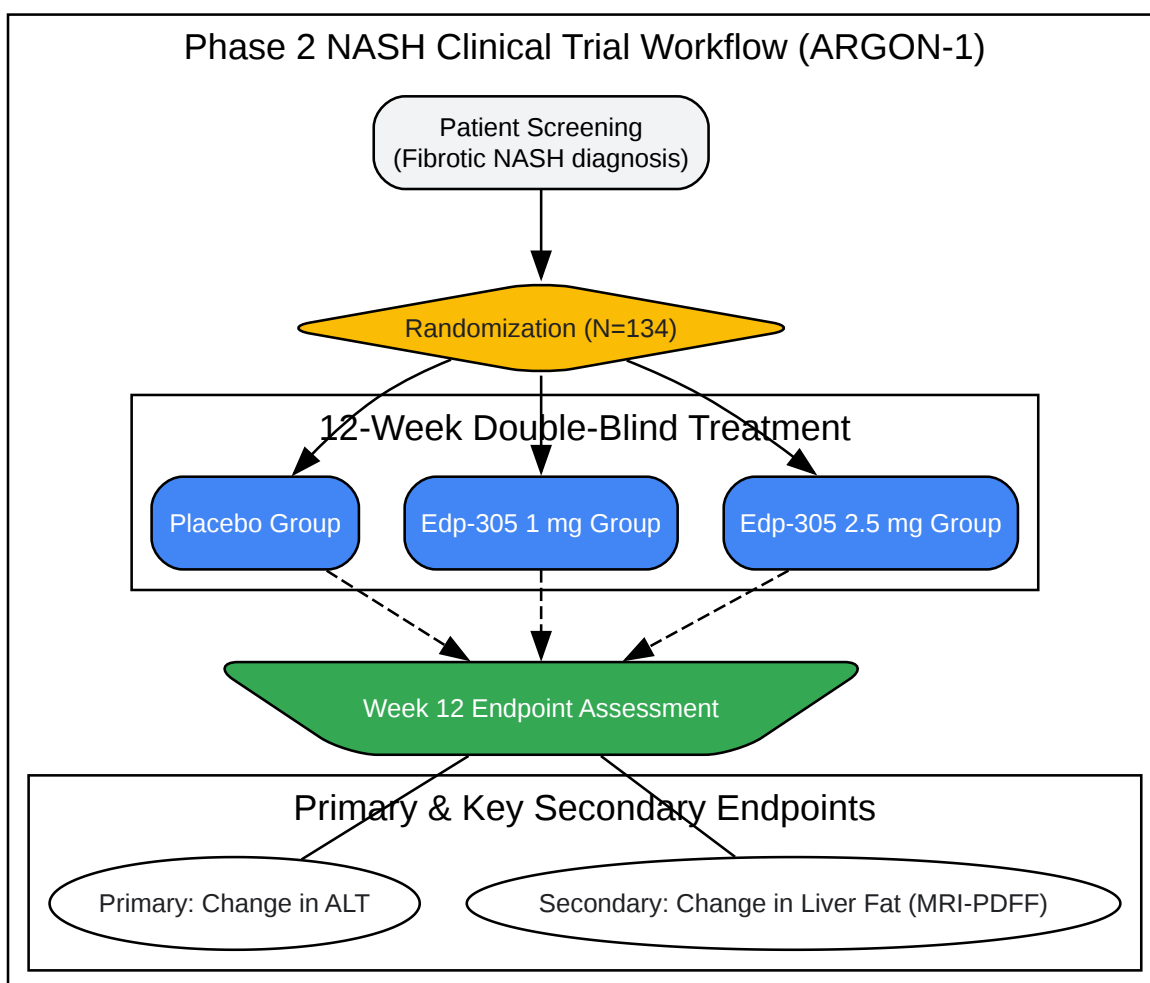 Phase 2 NASH Clinical Trial Workflow (ARGON-1)
Patient Screening
(Fibrotic NASH diagnosis)
Randomization (N=134)
12-Week Double-Blind Treatment
Placebo Group
Edp-305 1 mg Group
Edp-305 2.5 mg Group
Week 12 Endpoint Assessment
Primary & Key Secondary Endpoints
Primary: Change in ALT
Secondary: Change in Liver Fat (MRI-PDFF)